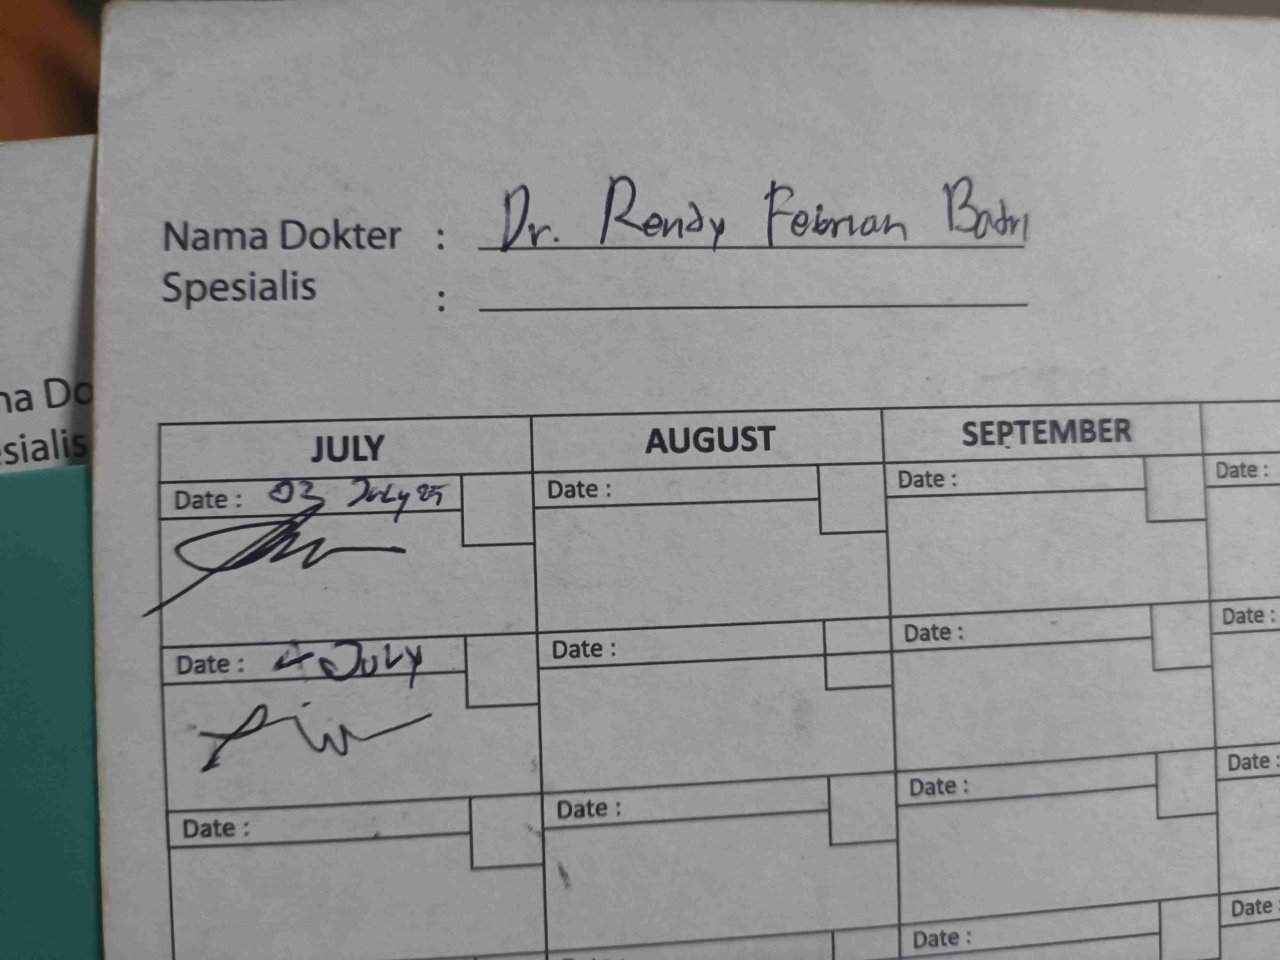 Nama Dokter : Dr. Rendy Febrian Badri
Spesialis :
na Do
esialis
JULY AUGUST SEPTEMBER
Date : 03 July 25 Date : Date : Date :
Date : 4 July Date : Date : Date :
Date : Date : Date : Date :
Date : Date :